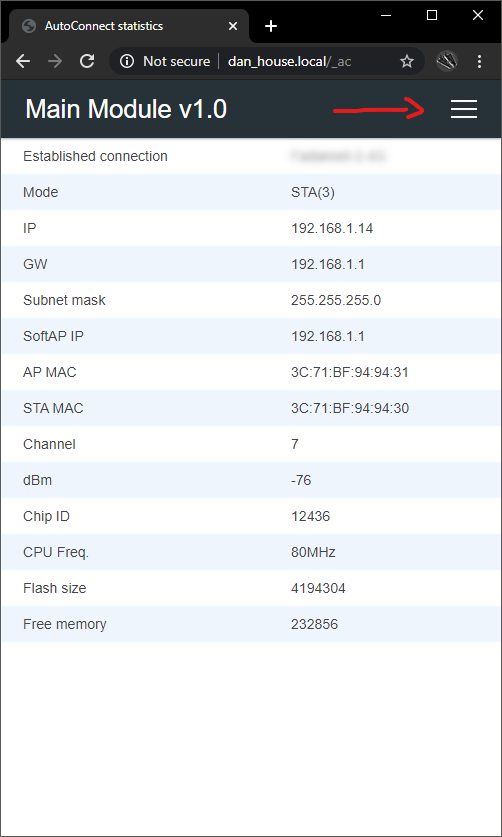 AutoConnect statistics
Not secure | dan_house.local/_ac
Main Module v1.0
Established connection
Mode STA(3)
IP 192.168.1.14
GW 192.168.1.1
Subnet mask 255.255.255.0
SoftAP IP 192.168.1.1
AP MAC 3C:71:BF:94:94:31
STA MAC 3C:71:BF:94:94:30
Channel 7
dBm -76
Chip ID 12436
CPU Freq. 80MHz
Flash size 4194304
Free memory 232856